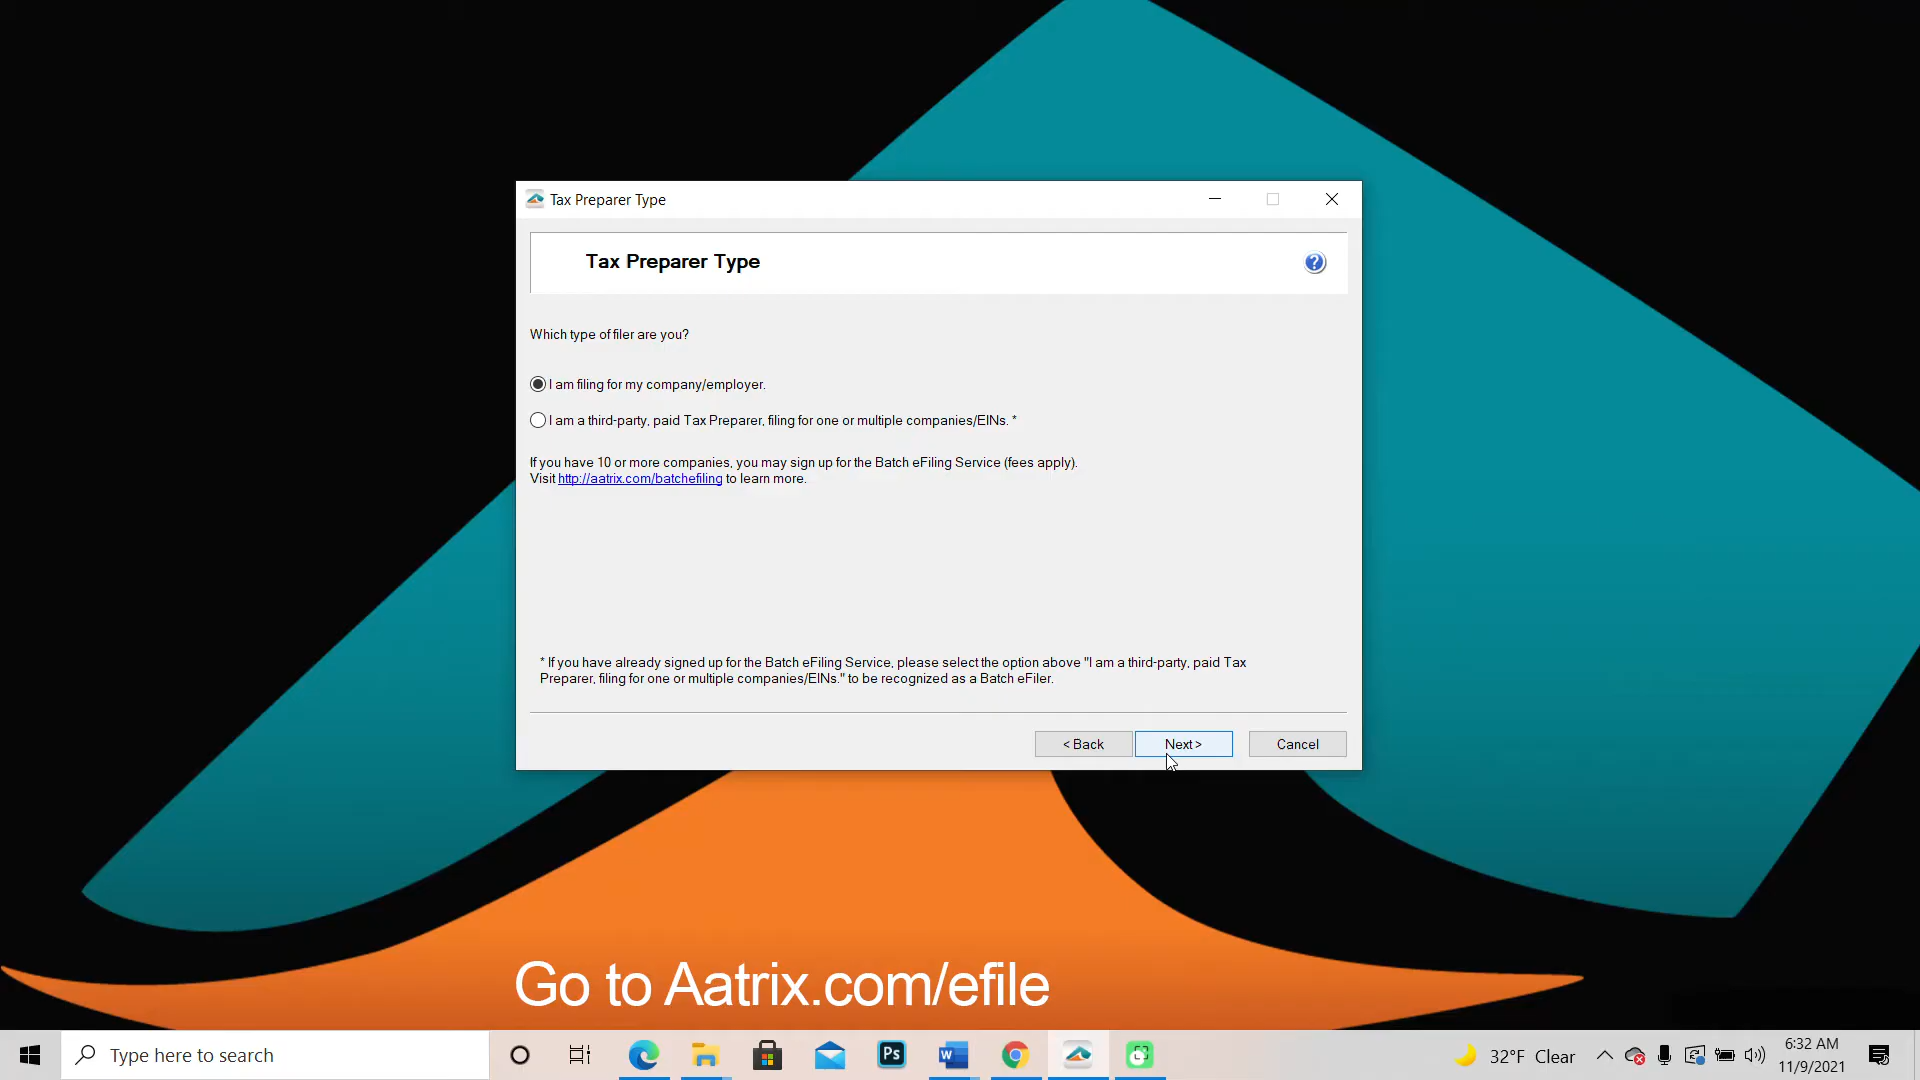 Tax Preparer Type
Tax Preparer Type
?
Which type of filer are you?
I am filing for my company/employer.
I am a third-party, paid Tax Preparer, filing for one or multiple companies/EINs. *
If you have 10 or more companies, you may sign up for the Batch eFiling Service (fees apply).
Visit http://aatrix.com/batchefiling to learn more.
* If you have already signed up for the Batch eFiling Service, please select the option above "I am a third-party, paid Tax
Preparer, filing for one or multiple companies/EINs." to be recognized as a Batch eFiler.
< Back
Next >
Cancel
Go to Aatrix.com/efile
Type here to search
Ps
W
32°F Clear
6:32 AM
11/9/2021